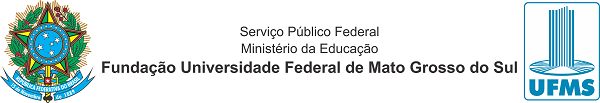 Serviço Público Federal
Ministério da Educação
Fundação Universidade Federal de Mato Grosso do Sul
UFMS